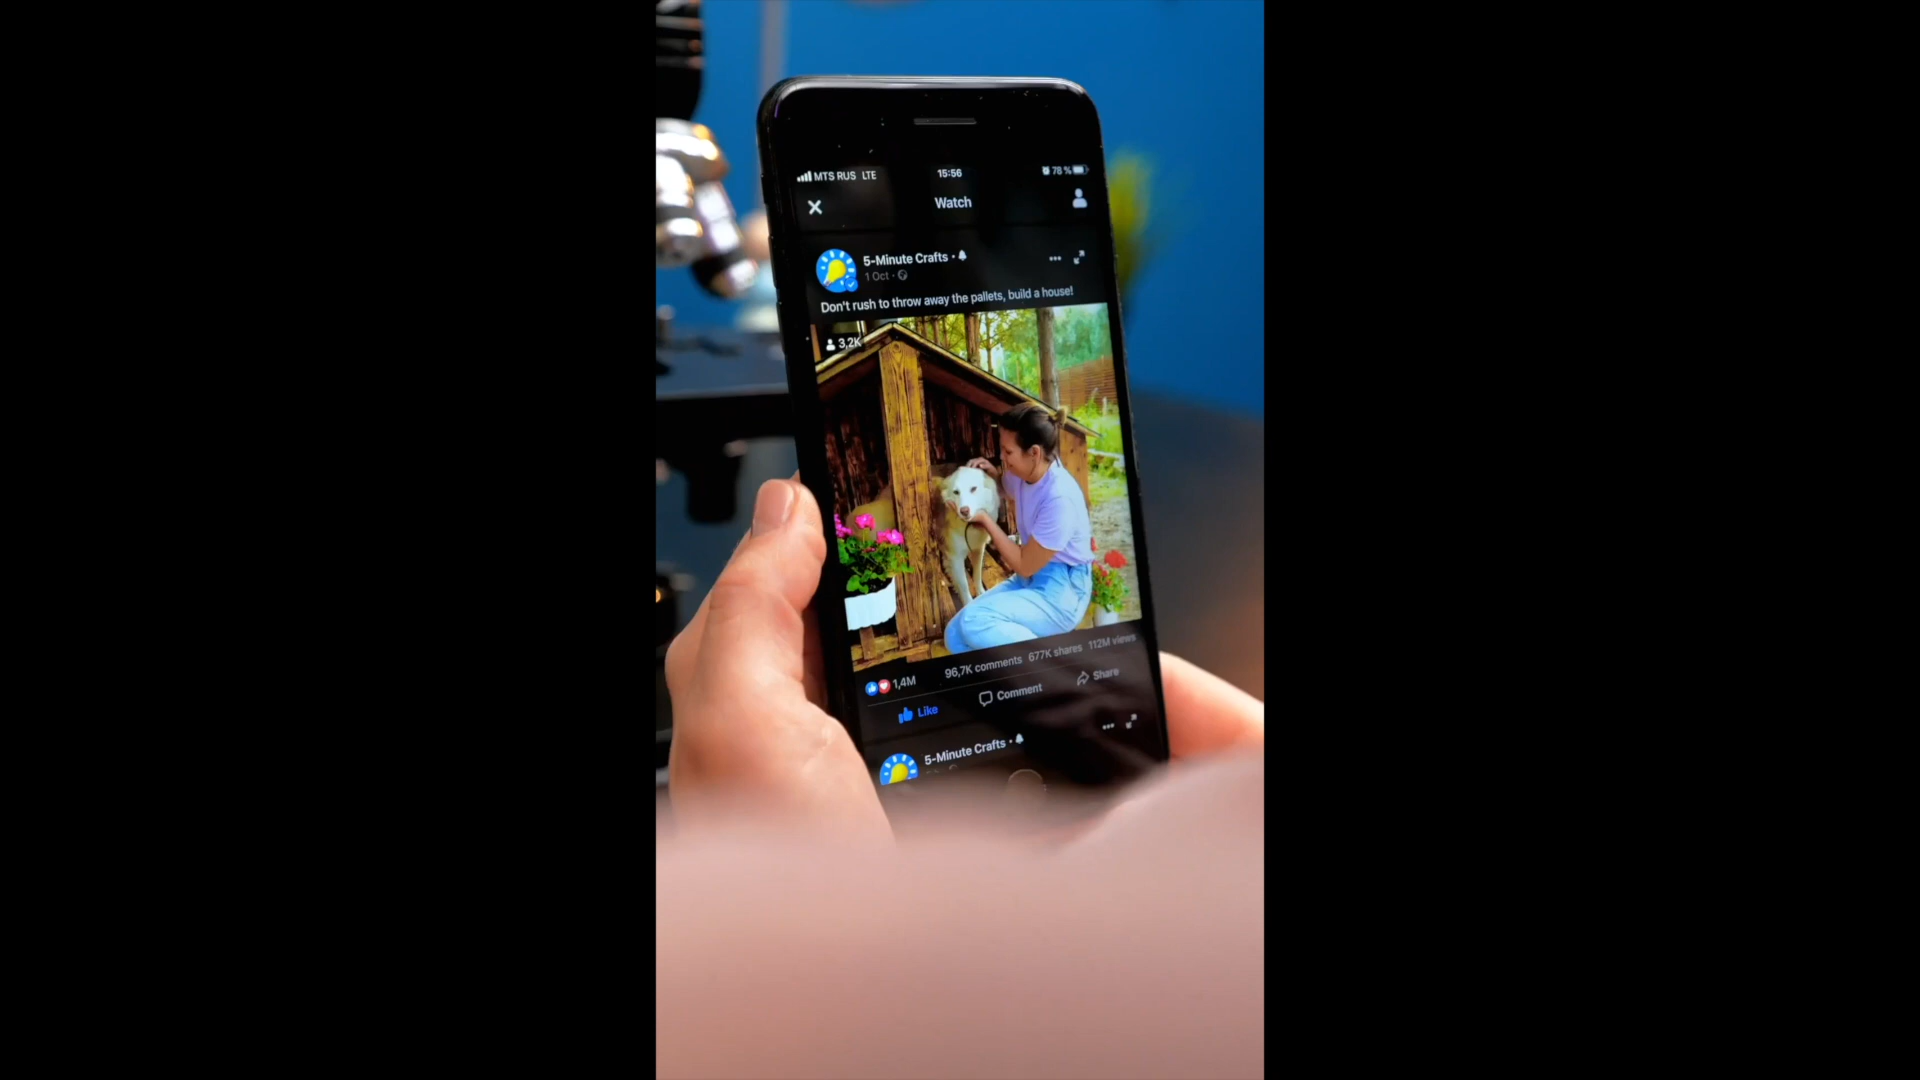 MTS RUS LTE 15:56 78 %
Watch
5-Minute Crafts •
1 Oct •
Don't rush to throw away the pallets, build a house!
3,2K
1,4M 96,7K comments 677K shares 112M views
Like Comment Share
5-Minute Crafts •